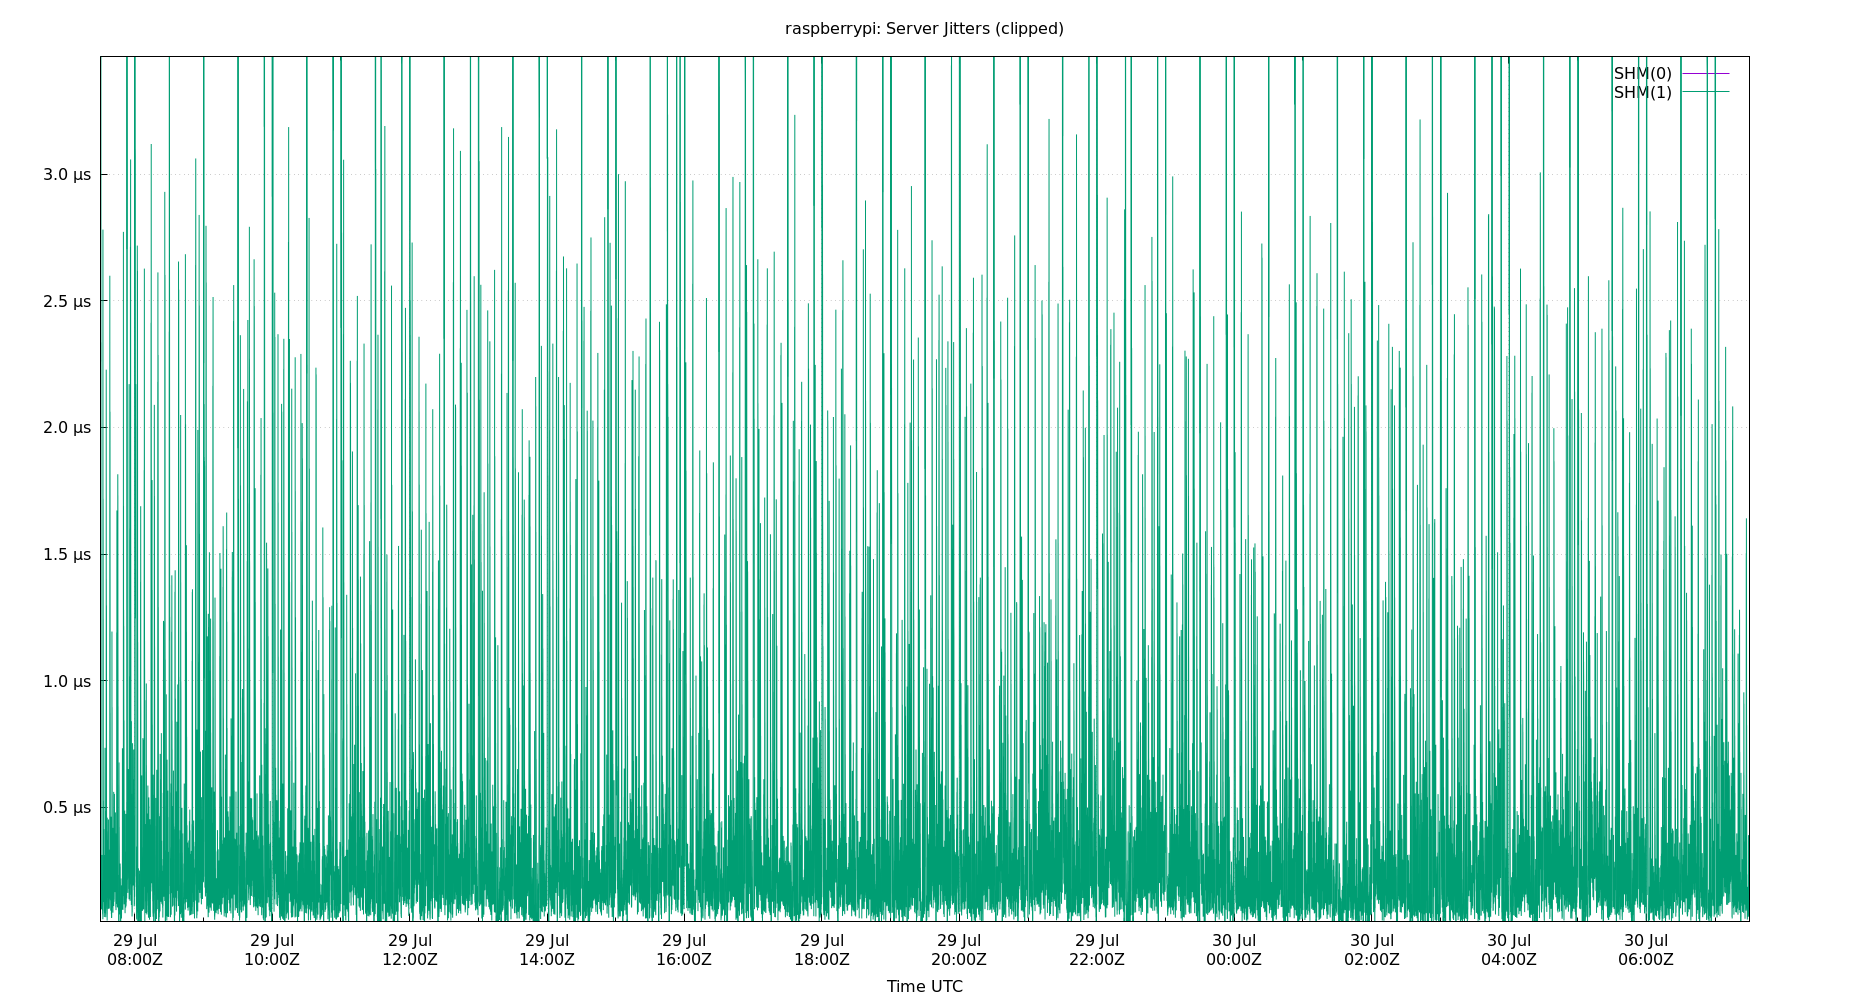 raspberrypi: Server Jitters (clipped)
SHM(0)
SHM(1)
3.0 µs
2.5 µs
2.0 µs
1.5 µs
1.0 µs
0.5 µs
29 Jul 29 Jul 29 Jul 29 Jul 29 Jul 29 Jul 29 Jul 29 Jul 30 Jul 30 Jul 30 Jul 30 Jul
08:00Z 10:00Z 12:00Z 14:00Z 16:00Z 18:00Z 20:00Z 22:00Z 00:00Z 02:00Z 04:00Z 06:00Z
Time UTC